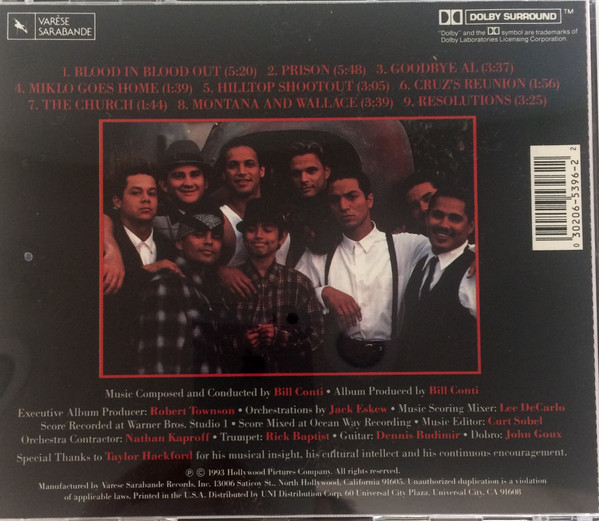 VARÈSE
SARABANDE
DOLBY SURROUND ™
"Dolby" and the symbol are trademarks of
Dolby Laboratories Licensing Corporation.
1. BLOOD IN BLOOD OUT (5:20) 2. PRISON (5:48) 3. GOODBYE AL (3:37)
4. MIKLO GOES HOME (1:39) 5. HILLTOP SHOOTOUT (3:05) 6. CRUZ'S REUNION (1:56)
7. THE CHURCH (1:44) 8. MONTANA AND WALLACE (3:39) 9. RESOLUTIONS (3:25)
0 30206-5396-2 2
Music Composed and Conducted by Bill Conti • Album Produced by Bill Conti
Executive Album Producer: Robert Townson • Orchestrations by Jack Eskew • Music Scoring Mixer: Lee DeCarlo
Score Recorded at Warner Bros. Studio 1 • Score Mixed at Ocean Way Recording • Music Editor: Curt Sobel
Orchestra Contractor: Nathan Kaproff • Trumpet: Rick Baptist • Guitar: Dennis Budimir • Dobro: John Goux
Special Thanks to Taylor Hackford for his musical insight, his cultural intellect and his continuous encouragement.
℗ © 1993 Hollywood Pictures Company. All rights reserved.
Manufactured by Varese Sarabande Records, Inc. 13006 Saticoy St., North Hollywood, California 91605. Unauthorized duplication is a violation
of applicable laws. Printed in the U.S.A. Distributed by UNI Distribution Corp. 60 Universal City Plaza, Universal City, CA 91608